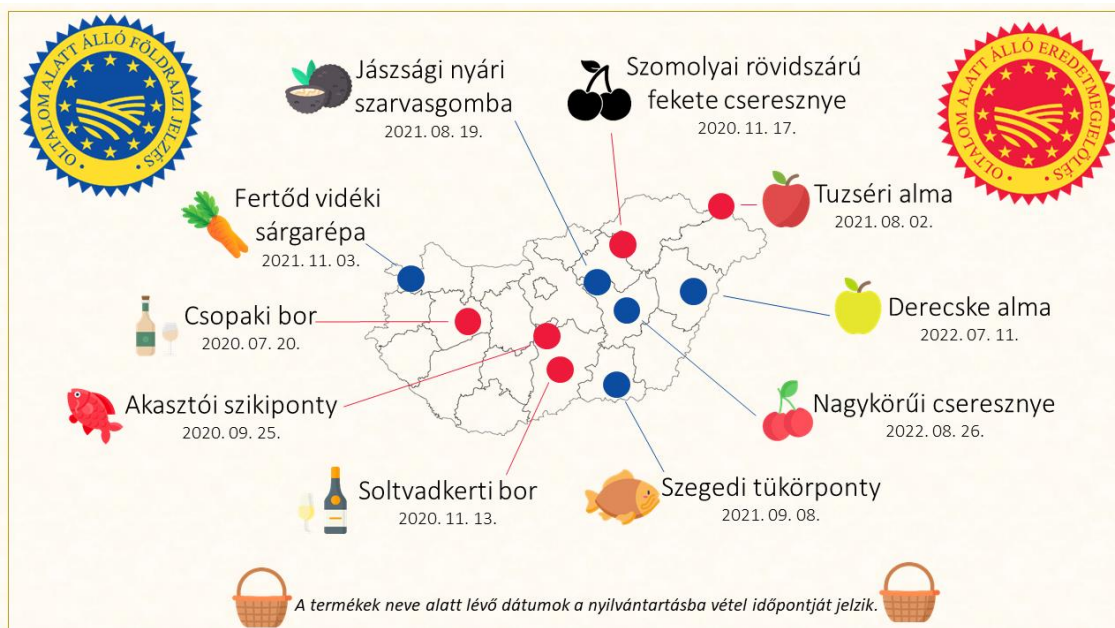 • OLTALOM ALATT ÁLLÓ FÖLDRAJZI JELZÉS •
Jászsági nyári
szarvasgomba
2021. 08. 19.
Szomolyai rövidszárú
fekete cseresznye
2020. 11. 17.
• OLTALOM ALATT ÁLLÓ EREDETMEGJELÖLÉS •
Fertőd vidéki
sárgarépa
2021. 11. 03.
Tuzséri alma
2021. 08. 02.
Csopaki bor
2020. 07. 20.
Derecske alma
2022. 07. 11.
Akasztói szikiponty
2020. 09. 25.
Nagykörűi cseresznye
2022. 08. 26.
Soltvadkerti bor
2020. 11. 13.
Szegedi tükörponty
2021. 09. 08.
A termékek neve alatt lévő dátumok a nyilvántartásba vétel időpontját jelzik.